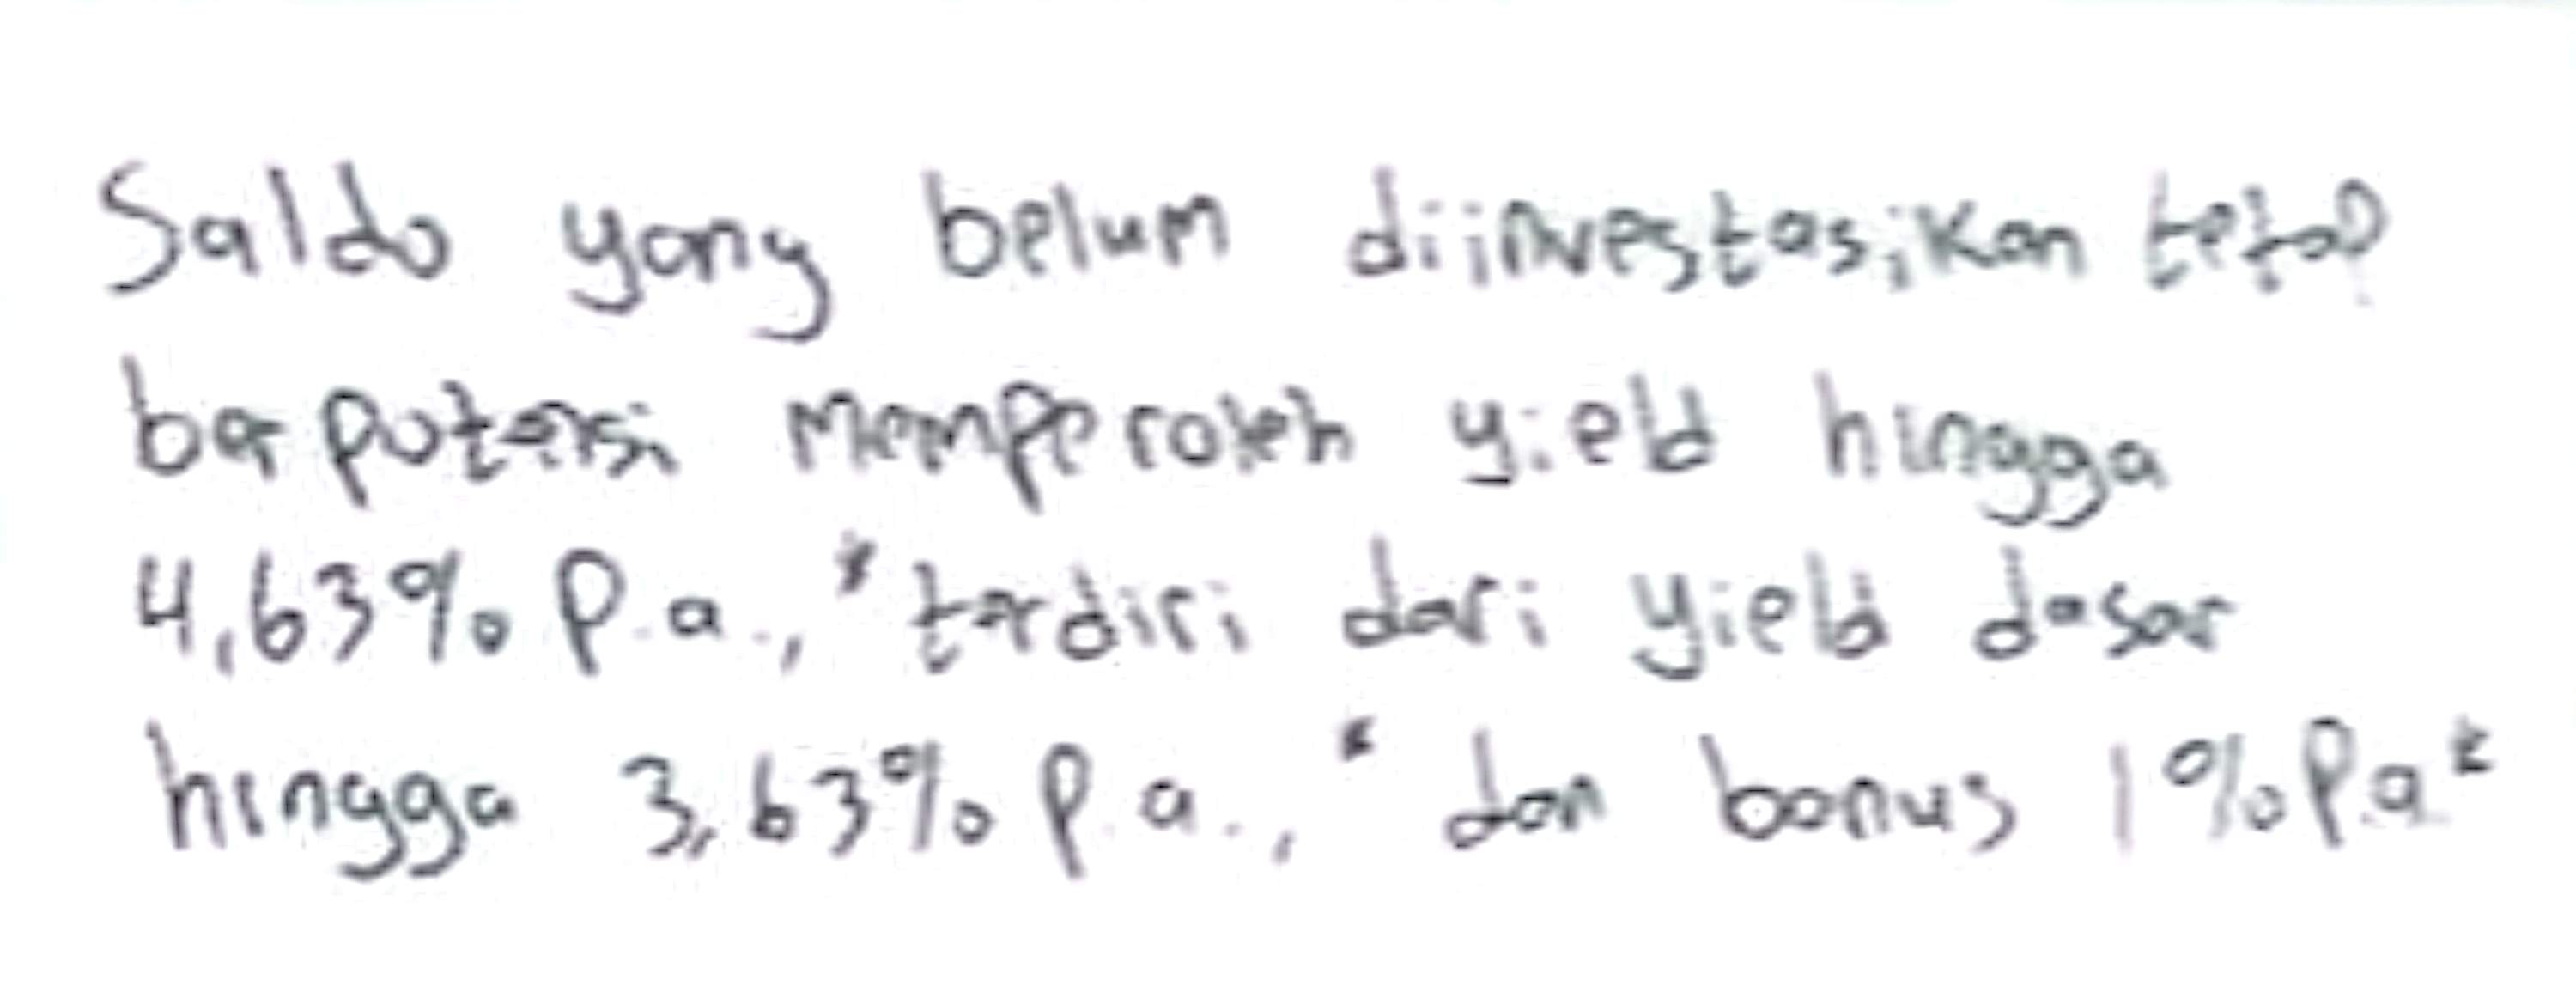 Saldo yang belum diinvestasikan tetap
berpotensi memperoleh yield hingga
4,63% p.a.,* terdiri dari yield dasar
hingga 3,63% p.a.,* dan bonus 1% p.a*